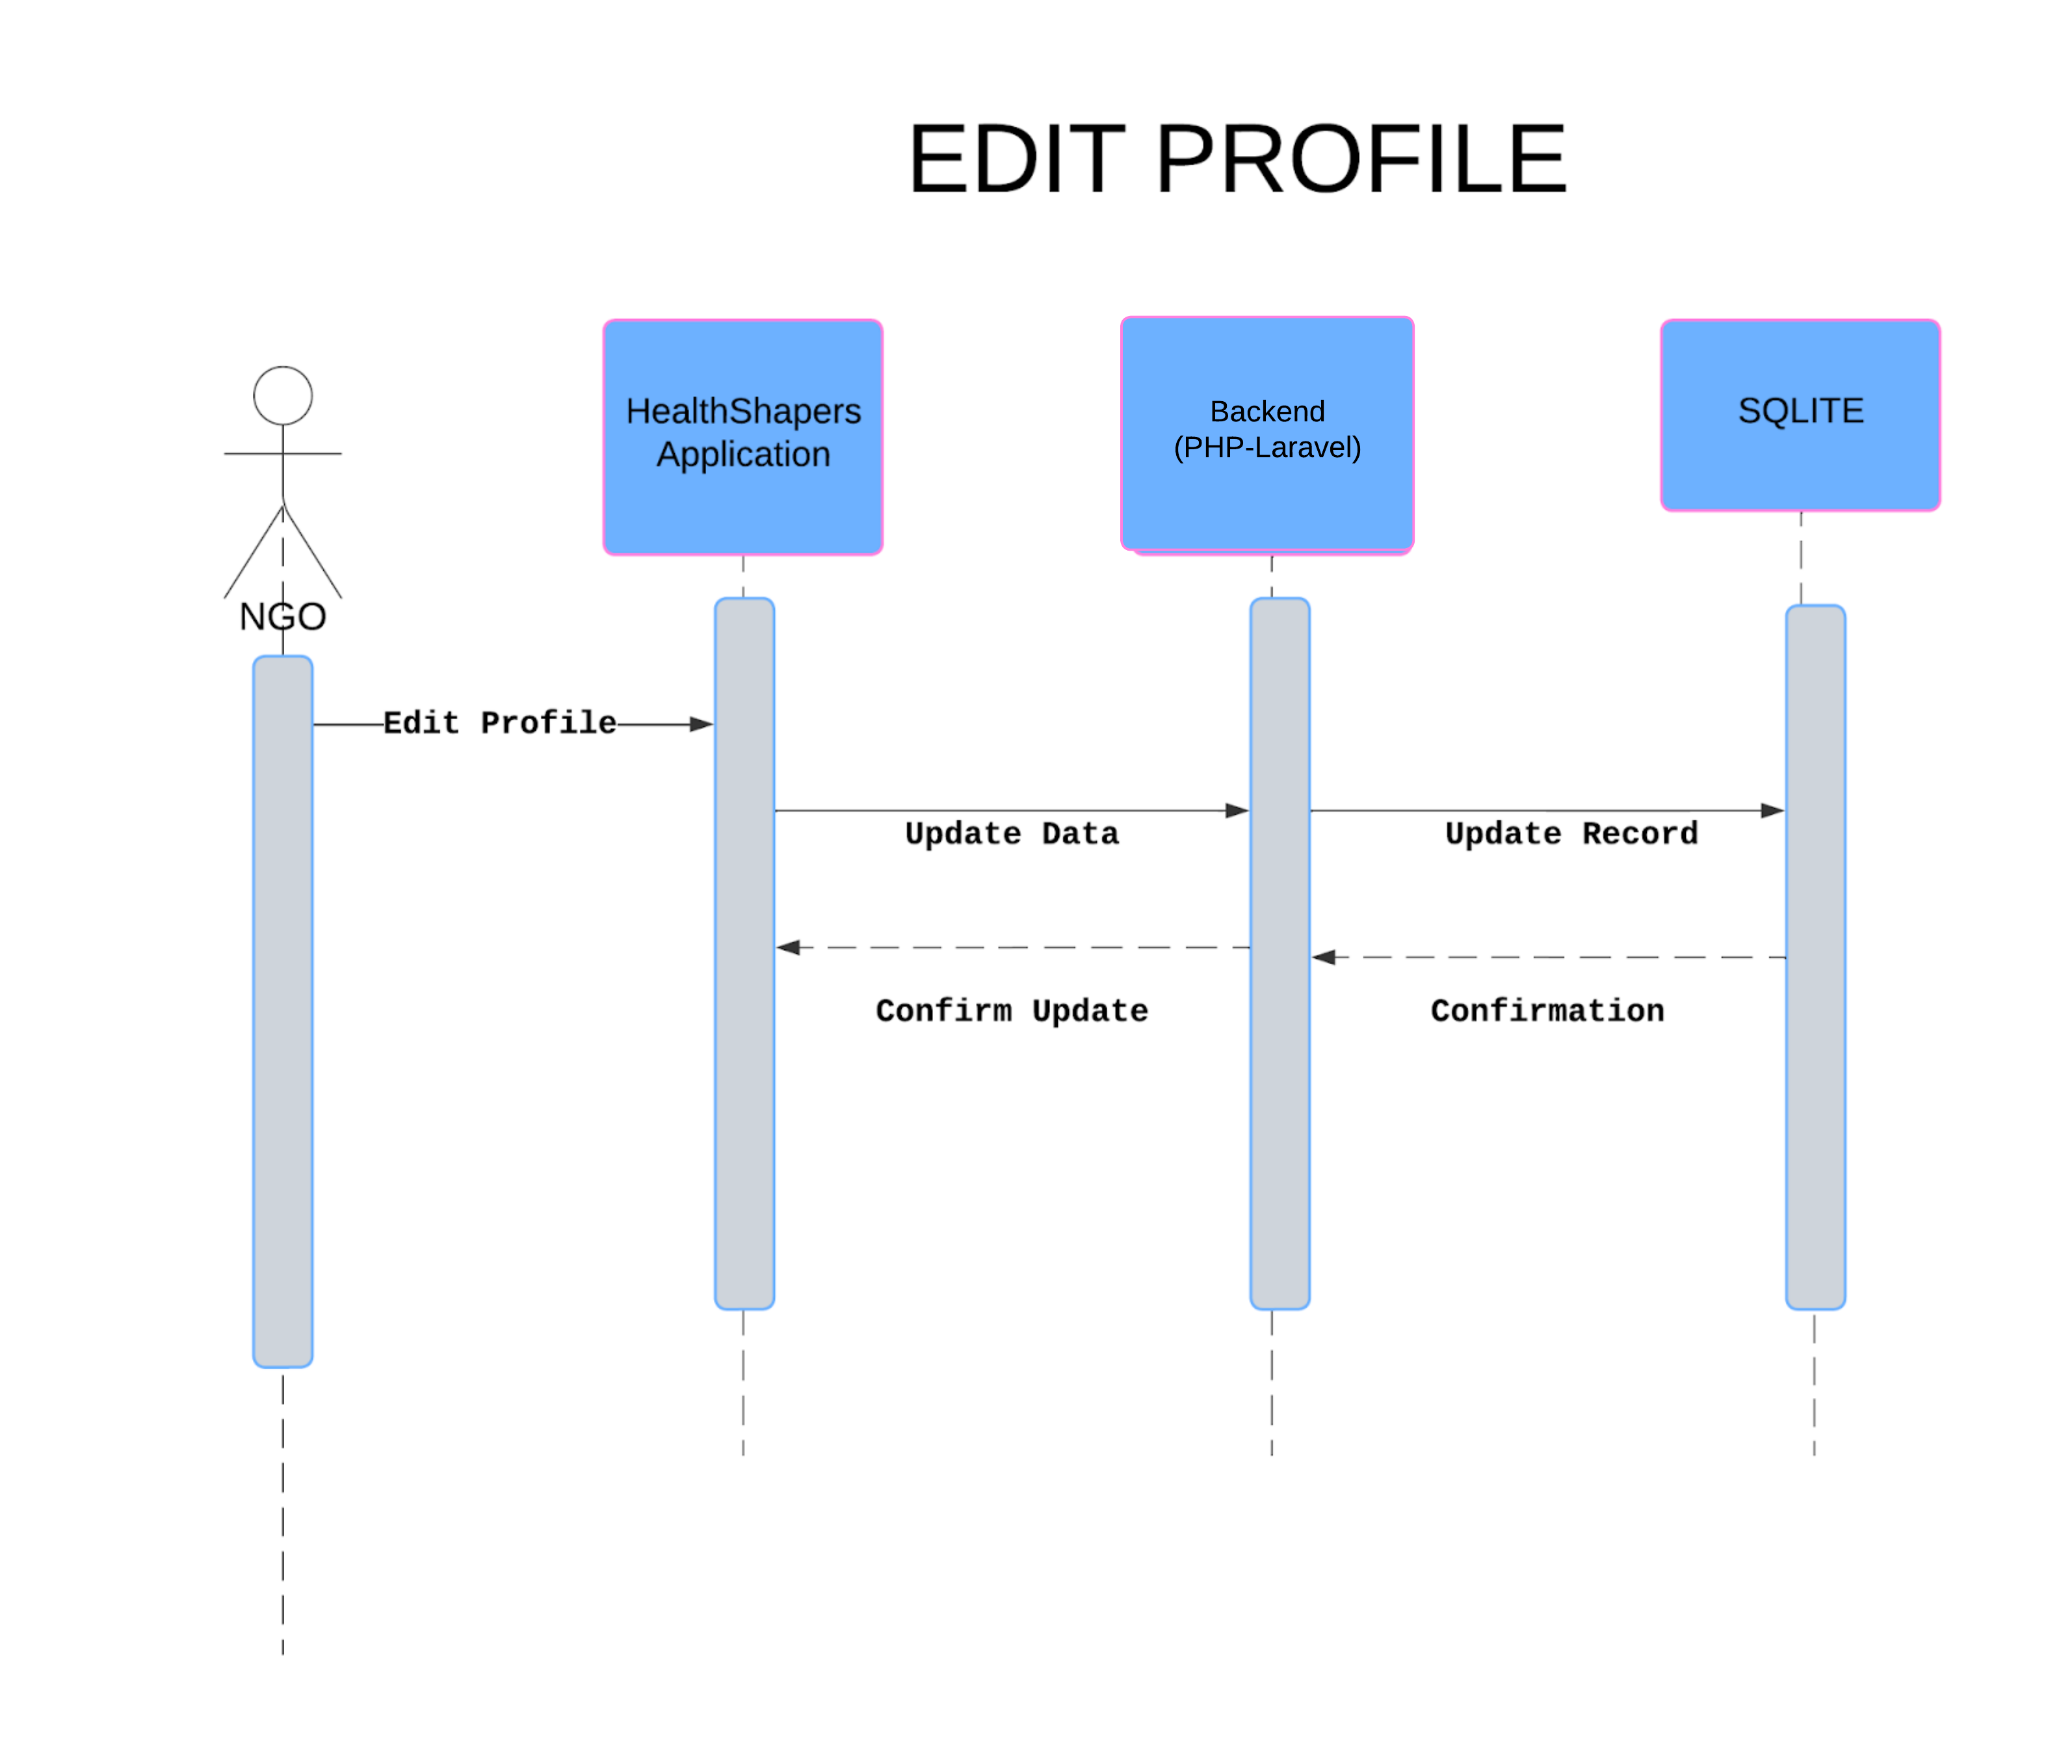 EDIT PROFILE
HealthShapers
Application
Backend
(PHP-Laravel)
SQLITE
NGO
Edit Profile
Update Data
Update Record
Confirm Update
Confirmation